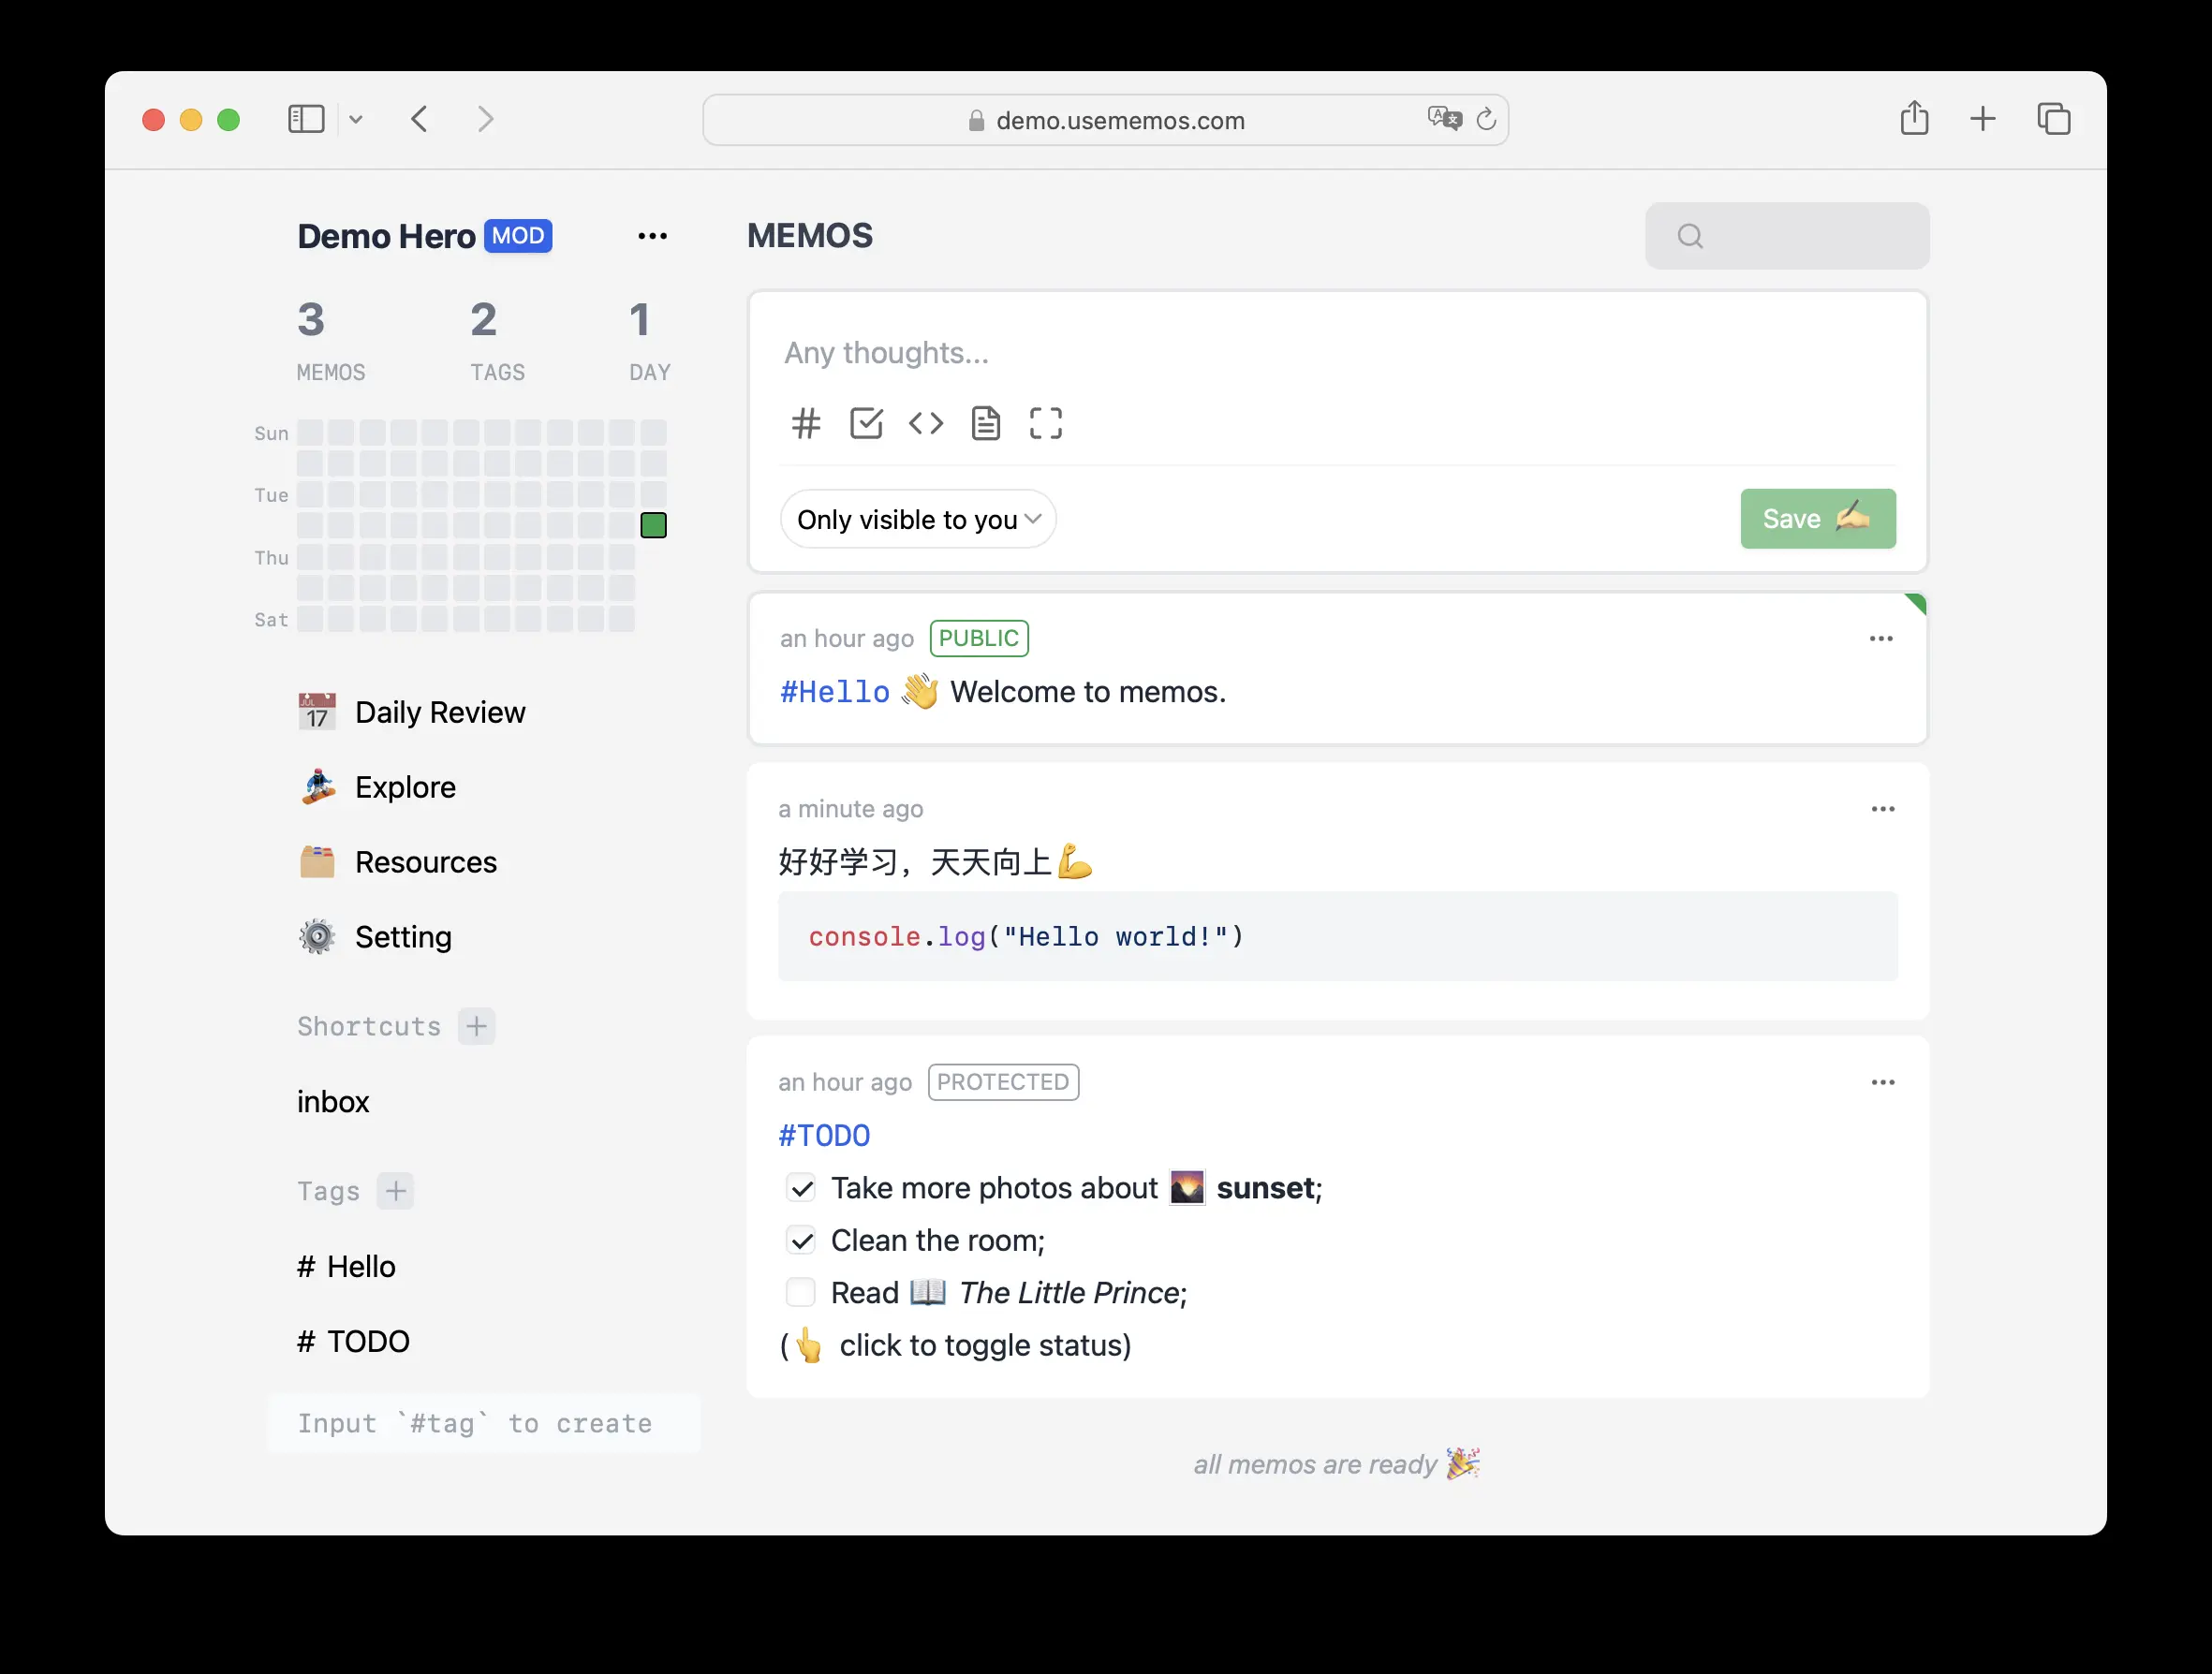 demo.usememos.com
Demo Hero MOD
3 2 1
MEMOS TAGS DAY
Sun
Tue
Thu
Sat
JUL
17
Daily Review
Explore
Resources
Setting
Shortcuts
inbox
Tags
# Hello
# TODO
Input `#tag` to create
MEMOS
Any thoughts...
Only visible to you
Save ✍🏼
an hour ago PUBLIC
#Hello 👋 Welcome to memos.
a minute ago
好好学习，天天向上💪
console.log("Hello world!")
an hour ago PROTECTED
#TODO
Take more photos about 🌄 sunset;
Clean the room;
Read 📖 The Little Prince;
(👆 click to toggle status)
all memos are ready 🎉